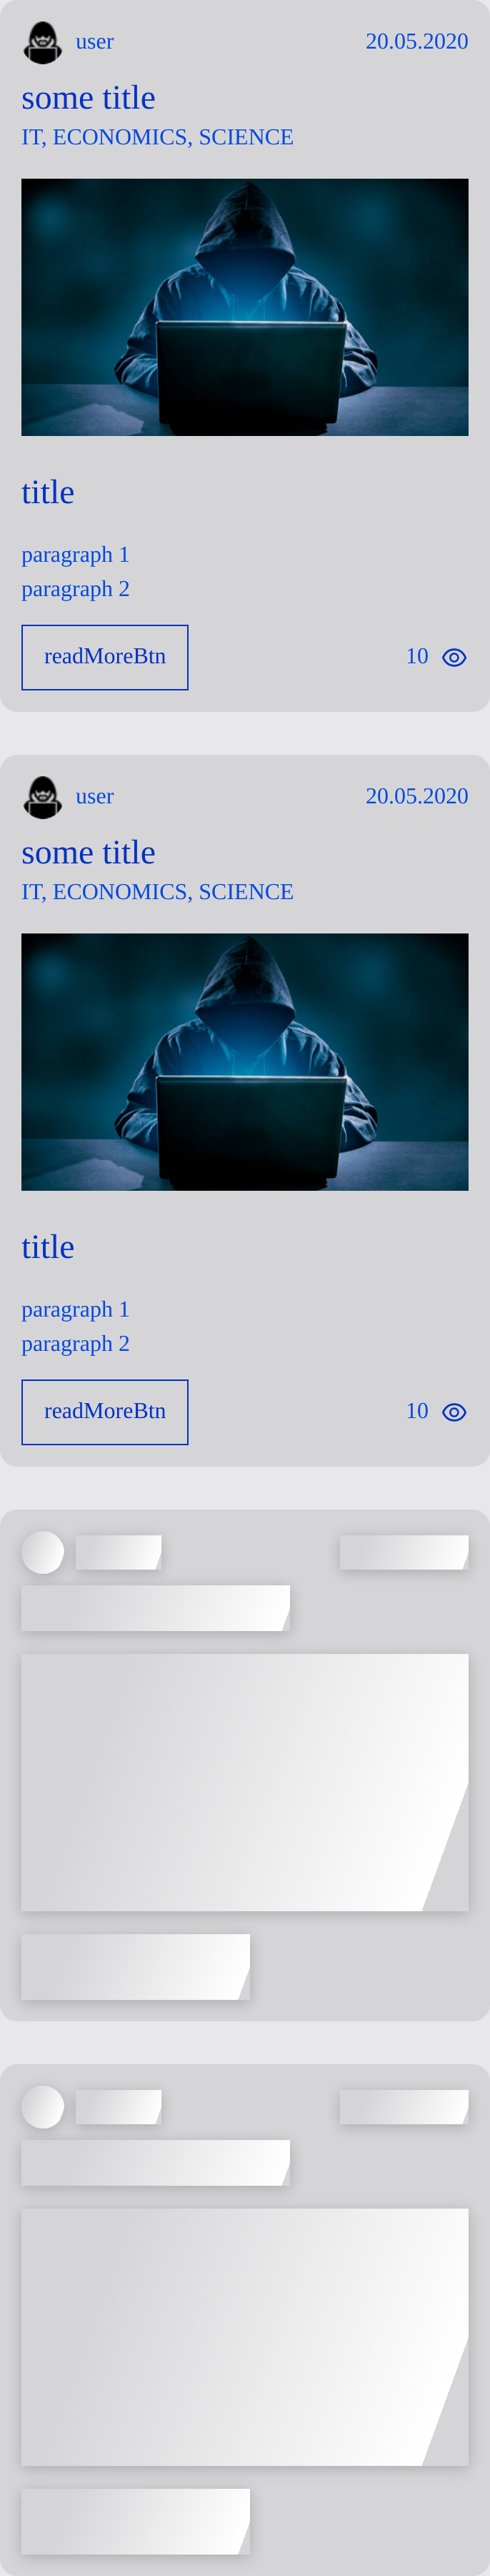 user 20.05.2020
some title
IT, ECONOMICS, SCIENCE
title
paragraph 1
paragraph 2
readMoreBtn 10
user 20.05.2020
some title
IT, ECONOMICS, SCIENCE
title
paragraph 1
paragraph 2
readMoreBtn 10